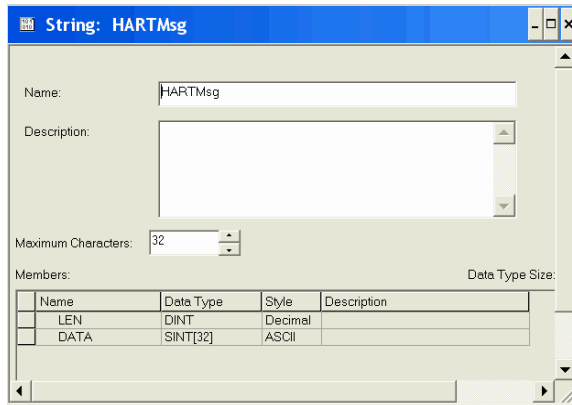 String: HARTMsg
Name: HARTMsg
Description:
Maximum Characters: 32
Members: Data Type Size:
Name Data Type Style Description
LEN DINT Decimal
DATA SINT[32] ASCII